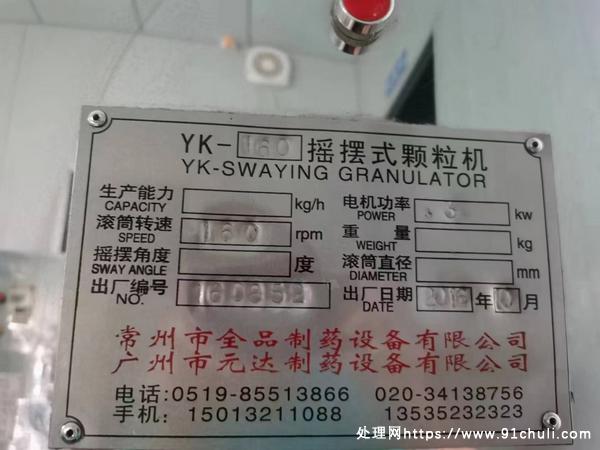 YK-160 摇摆式颗粒机
YK-SWAYING GRANULATOR
生产能力 kg/h 电机功率 kw
CAPACITY POWER
滚筒转速 160 rpm 重量 kg
SPEED WEIGHT
摇摆角度 度 滚筒直径 mm
SWAY ANGLE DIAMETER
出厂编号 160352 出厂日期 2016 年 月
NO. DATE
常州市全品制药设备有限公司
广州市元达制药设备有限公司
电话:0519-85513866 020-34138756
手机:15013211088 13535232323
处理网https://www.91chuli.com/